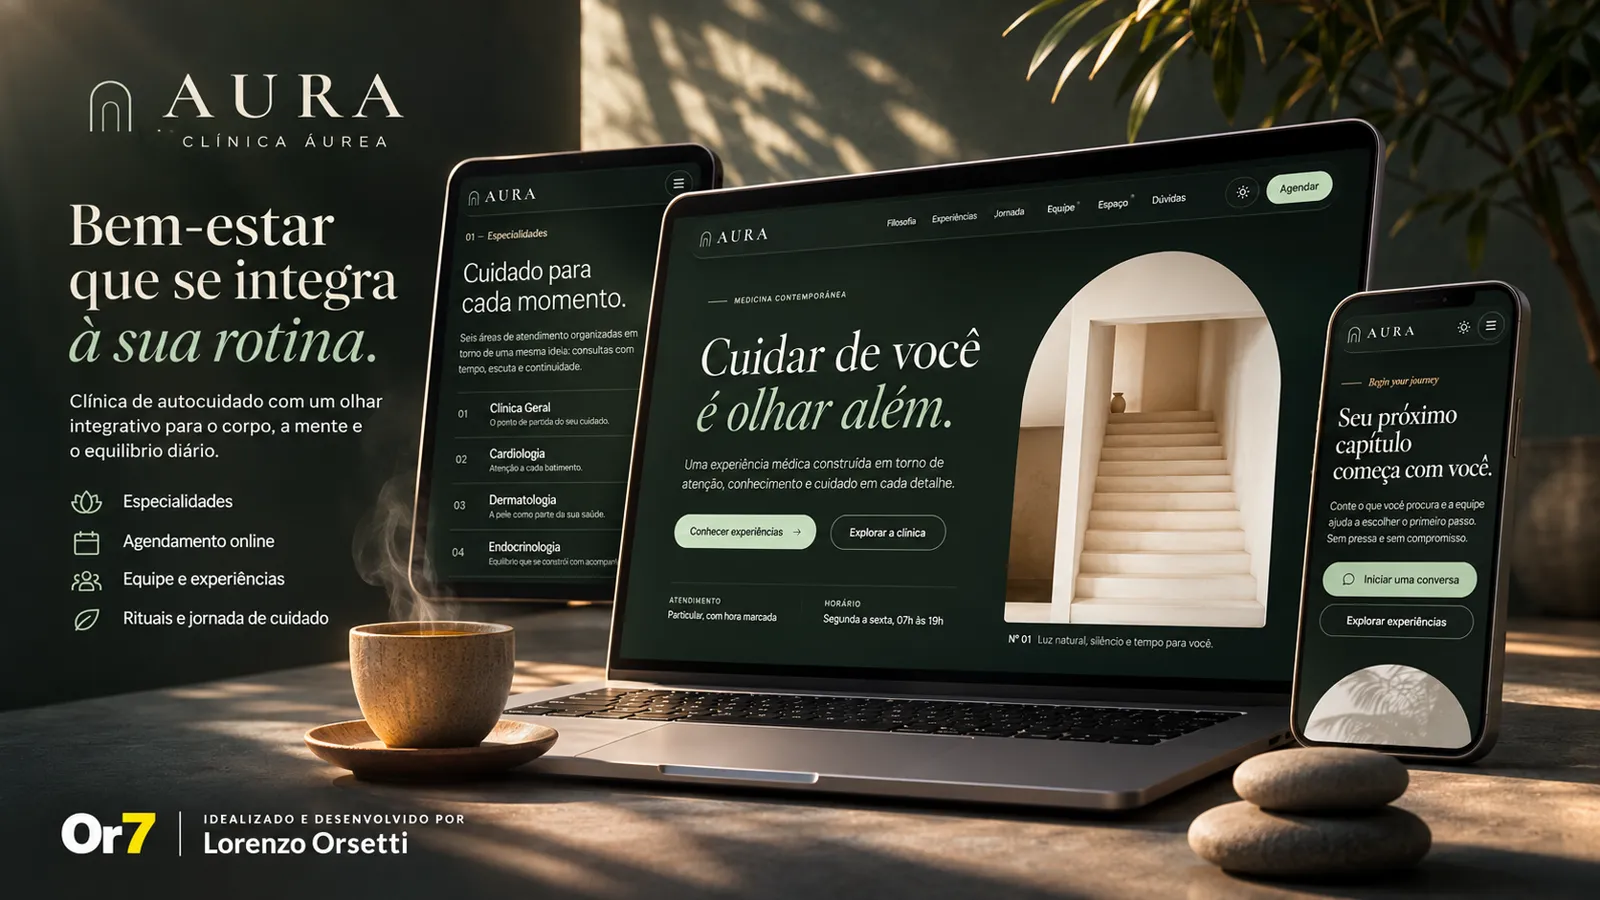 AURA
CLÍNICA ÁUREA
Bem-estar
que se integra
à sua rotina.
Clínica de autocuidado com um olhar
integrativo para o corpo, a mente e
o equilíbrio diário.
Especialidades
Agendamento online
Equipe e experiências
Rituais e jornada de cuidado
Or7
IDEALIZADO E DESENVOLVIDO POR
Lorenzo Orsetti
AURA
01 — Especialidades
Cuidado para
cada momento.
Seis áreas de atendimento organizadas em
torno de uma mesma ideia: consultas com
tempo, escuta e continuidade.
01 Clínica Geral
O ponto de partida do seu cuidado.
02 Cardiologia
Atenção a cada batimento.
03 Dermatologia
A pele como parte da sua saúde.
04 Endocrinologia
Equilíbrio que se constrói com
AURA
Filosofia Experiências Jornada Equipe Espaço Dúvidas
Agendar
MEDICINA CONTEMPORÂNEA
Cuidar de você
é olhar além.
Uma experiência médica construída em torno de
atenção, conhecimento e cuidado em cada detalhe.
Conhecer experiências →
Explorar a clínica
ATENDIMENTO
Particular, com hora marcada
HORÁRIO
Segunda a sexta, 07h às 19h
Nº 01 Luz natural, silêncio e tempo para você.
AURA
Begin your journey
Seu próximo
capítulo
começa com você.
Conte o que você procura e a equipe
ajuda a escolher o primeiro passo.
Sem pressa e sem compromisso.
Iniciar uma conversa
Explorar experiências